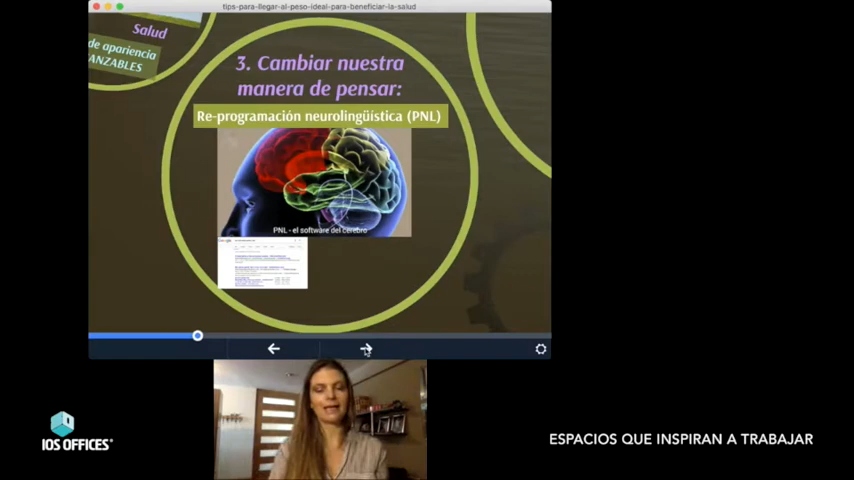 tips-para-llegar-al-peso-ideal-para-beneficiar-la-salud
Salud
de apariencia
ANZABLES
3. Cambiar nuestra
manera de pensar:
Re-programación neurolingüística (PNL)
PNL - el software del cerebro
Google
IOS OFFICES®
ESPACIOS QUE INSPIRAN A TRABAJAR